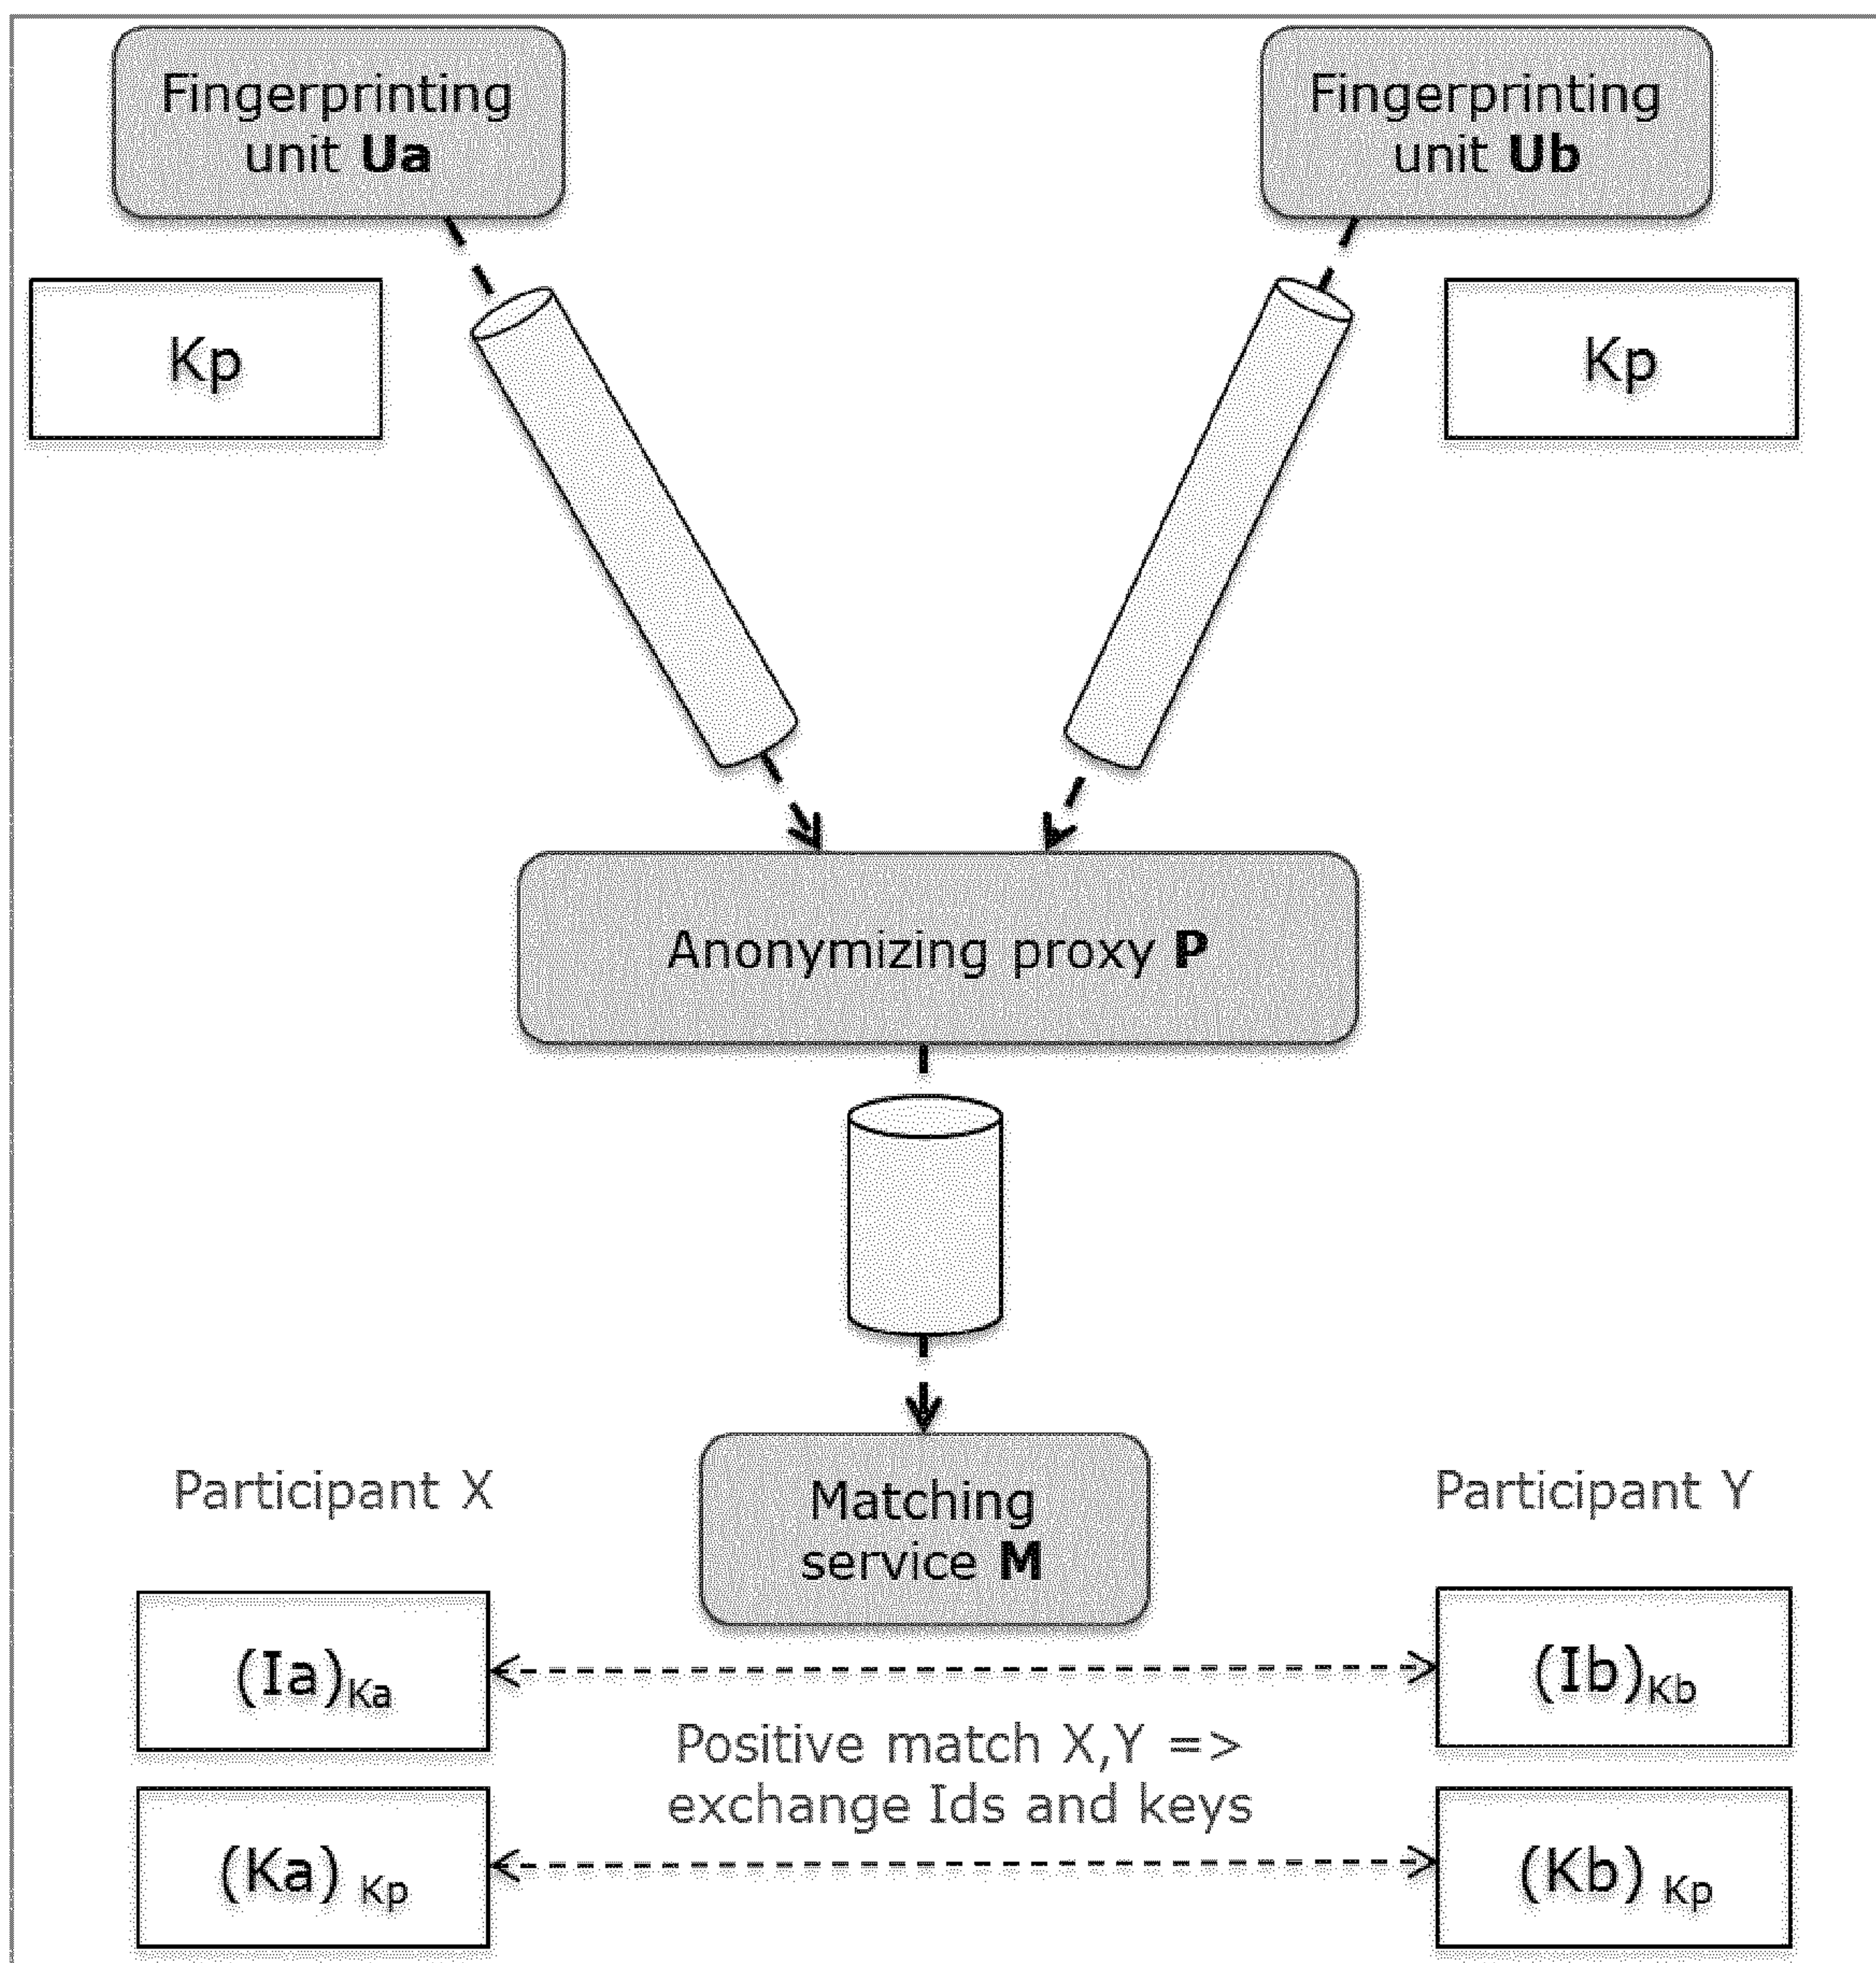 Fingerprinting
unit Ua
Fingerprinting
unit Ub
Kp
Kp
Anonymizing proxy P
Participant X
Matching
service M
Participant Y
(Ia)Ka
(Ib)Kb
Positive match X,Y =>
exchange Ids and keys
(Ka) Kp
(Kb) Kp